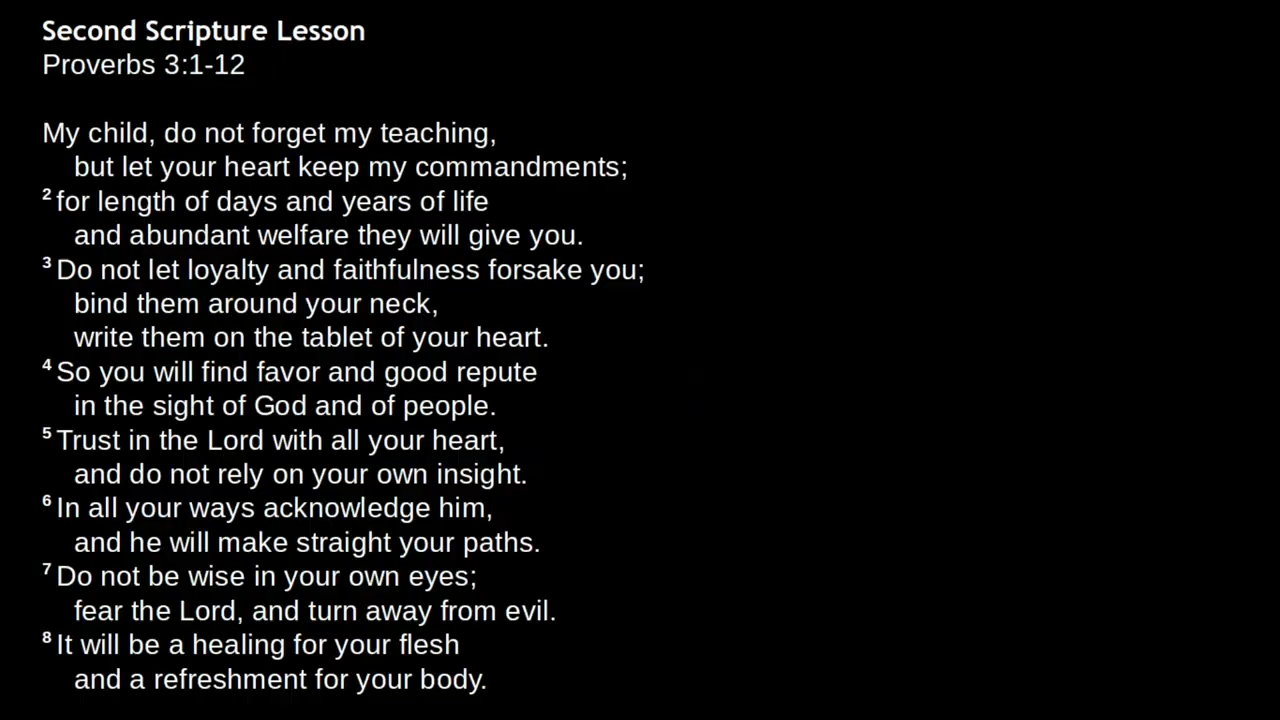 Second Scripture Lesson
Proverbs 3:1-12
My child, do not forget my teaching,
but let your heart keep my commandments;
2 for length of days and years of life
and abundant welfare they will give you.
3 Do not let loyalty and faithfulness forsake you;
bind them around your neck,
write them on the tablet of your heart.
4 So you will find favor and good repute
in the sight of God and of people.
5 Trust in the Lord with all your heart,
and do not rely on your own insight.
6 In all your ways acknowledge him,
and he will make straight your paths.
7 Do not be wise in your own eyes;
fear the Lord, and turn away from evil.
8 It will be a healing for your flesh
and a refreshment for your body.